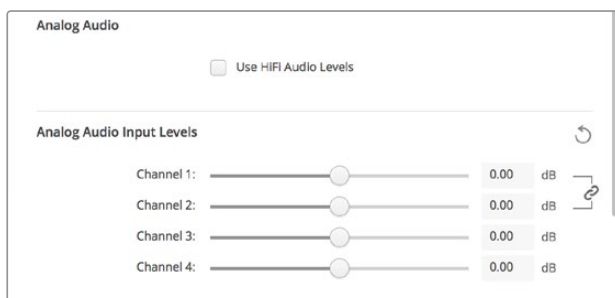 Analog Audio
Use HiFi Audio Levels
Analog Audio Input Levels
Channel 1: 0.00 dB
Channel 2: 0.00 dB
Channel 3: 0.00 dB
Channel 4: 0.00 dB